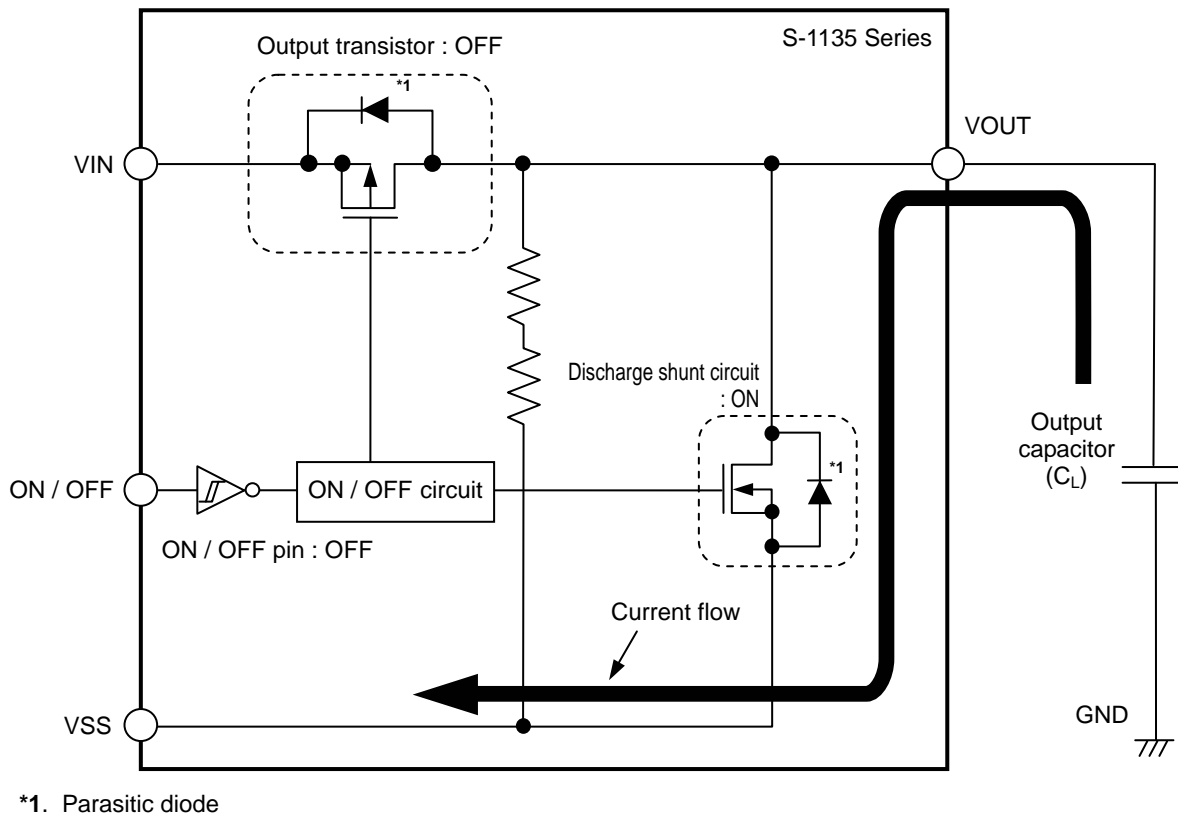 S-1135 Series
Output transistor : OFF
*1
VOUT
VIN
Discharge shunt circuit
: ON
*1
Output
capacitor
(CL)
ON / OFF
ON / OFF circuit
ON / OFF pin : OFF
Current flow
GND
VSS
*1. Parasitic diode